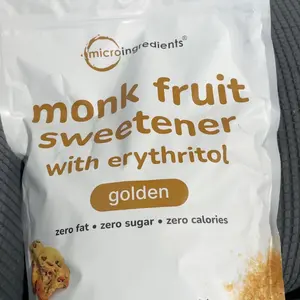 microingredients®
monk fruit
sweetener
with erythritol
golden
zero fat • zero sugar • zero calories